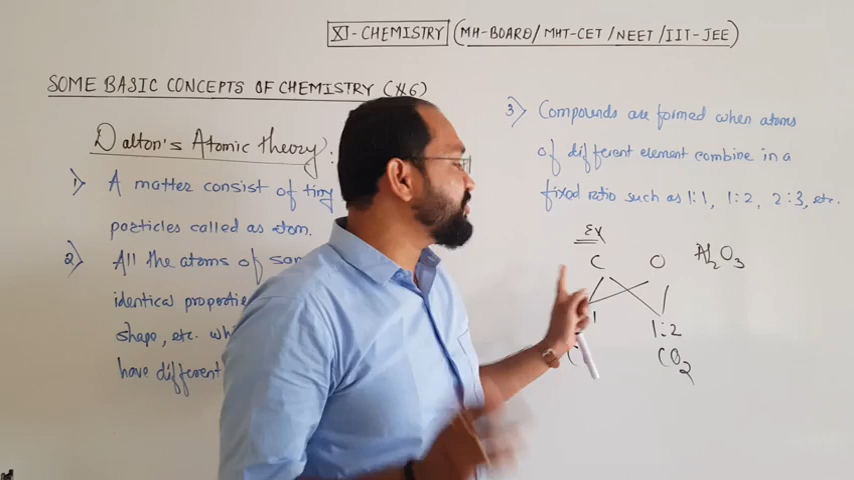 XI-CHEMISTRY (MH-BOARD/MHT-CET/NEET/IIT-JEE)
SOME BASIC CONCEPTS OF CHEMISTRY (#6)
Dalton's Atomic theory:
1) A matter consist of tiny
particles called as atom.
2) All the atoms of
identical
shape, etc.
have different
3) Compounds are formed when atoms
of different element combine in a
fixed ratio such as 1:1, 1:2, 2:3, etc.
Ex
C O Al2O3
1 1:2
C CO2